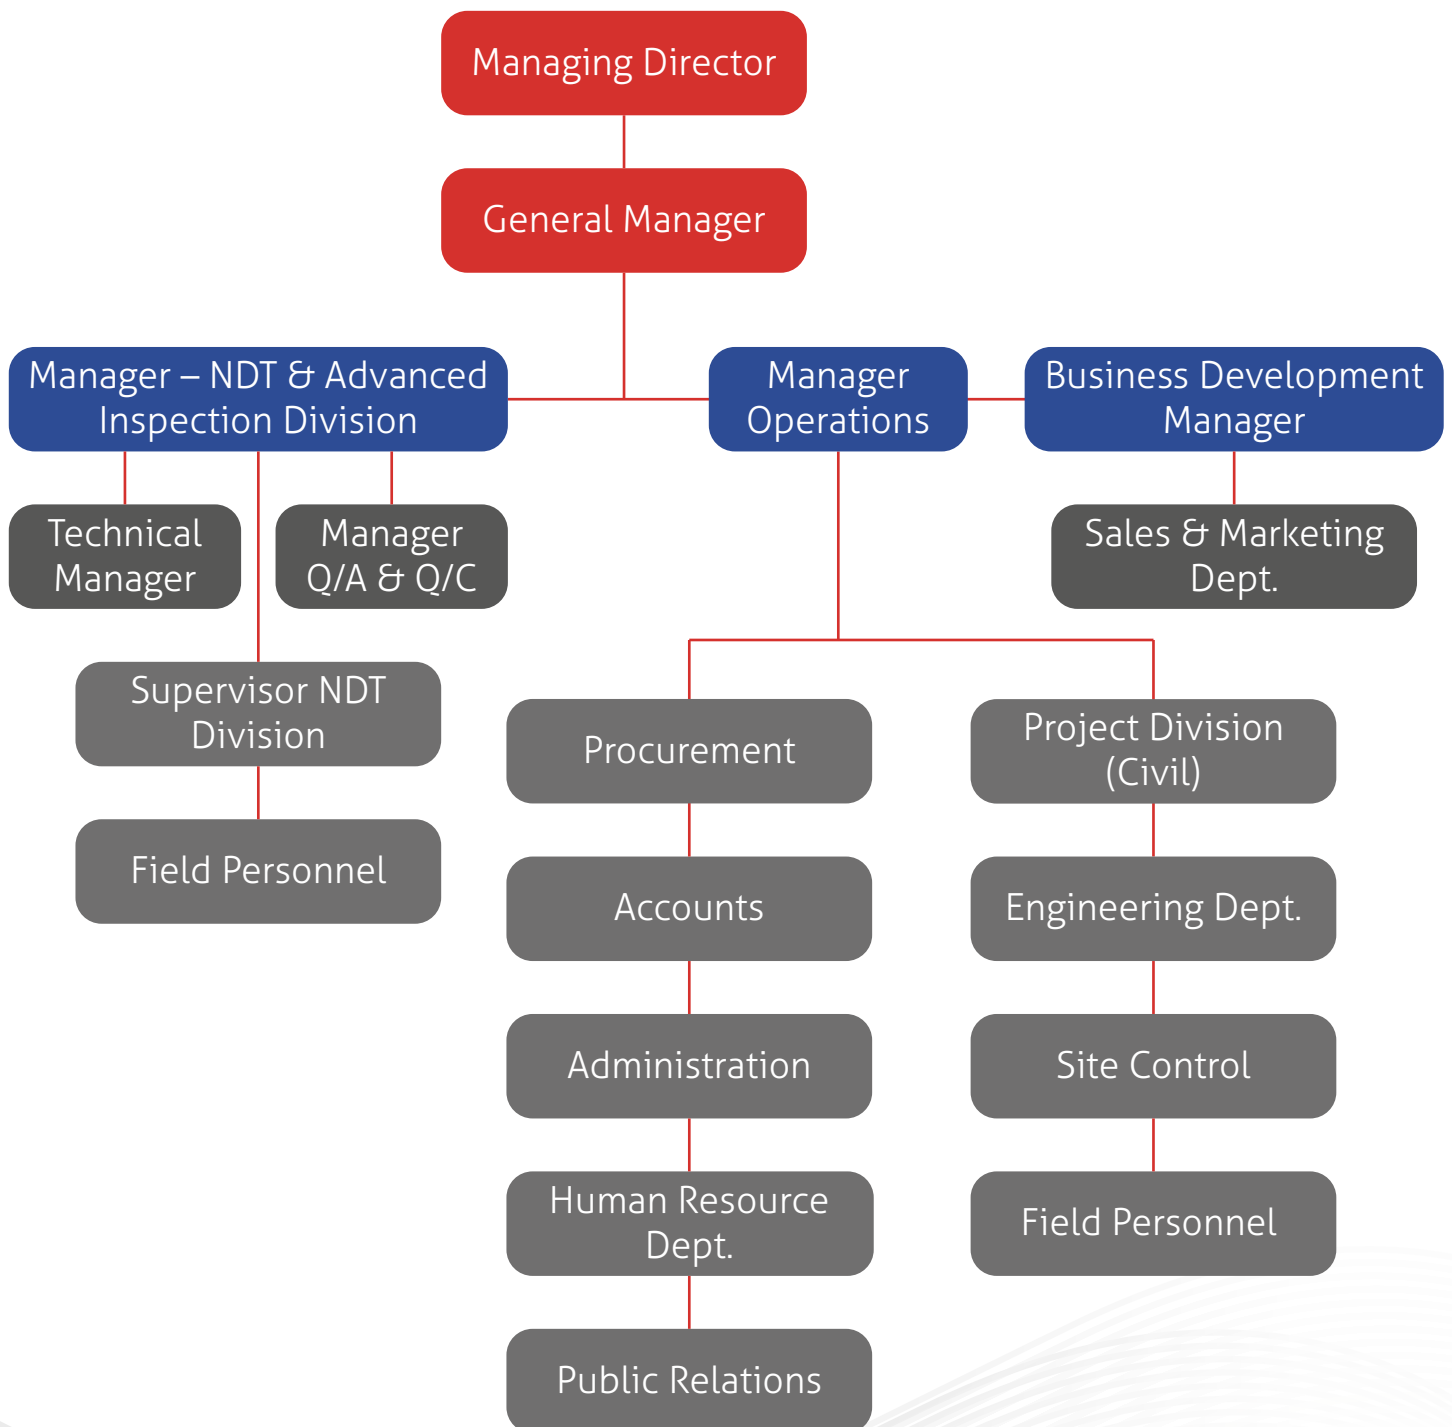 Managing Director
General Manager
Manager – NDT & Advanced
Inspection Division
Manager
Operations
Business Development
Manager
Technical
Manager
Manager
Q/A & Q/C
Sales & Marketing
Dept.
Supervisor NDT
Division
Field Personnel
Procurement
Accounts
Administration
Human Resource
Dept.
Public Relations
Project Division
(Civil)
Engineering Dept.
Site Control
Field Personnel